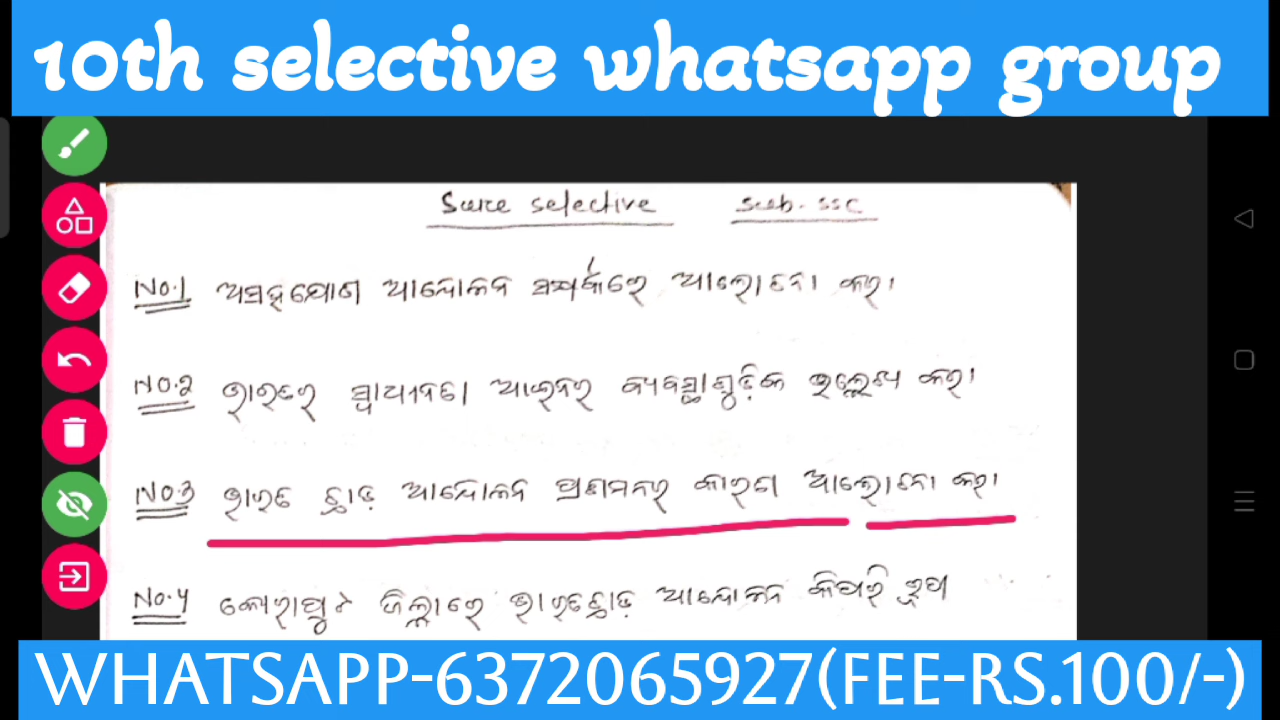 10th selective whatsapp group
Sure selective sub. SSC
No.1 ଅସହଯୋଗ ଆନ୍ଦୋଳନ ସମ୍ପର୍କରେ ଆଲୋଚନା କର।
No.2 ଭାରତର ସ୍ୱାଧୀନତା ଆଇନର ବ୍ୟବସ୍ଥାଗୁଡ଼ିକ ଉଲ୍ଲେଖ କର।
No.3 ଭାରତ ଛାଡ଼ ଆନ୍ଦୋଳନ ପ୍ରଶମନର କାରଣ ଆଲୋଚନା କର।
No.4 କୋରାପୁଟ ଜିଲ୍ଲାରେ ଭାରତଛାଡ଼ ଆନ୍ଦୋଳନ କିପରି ରୂପ
WHATSAPP-6372065927(FEE-RS.100/-)